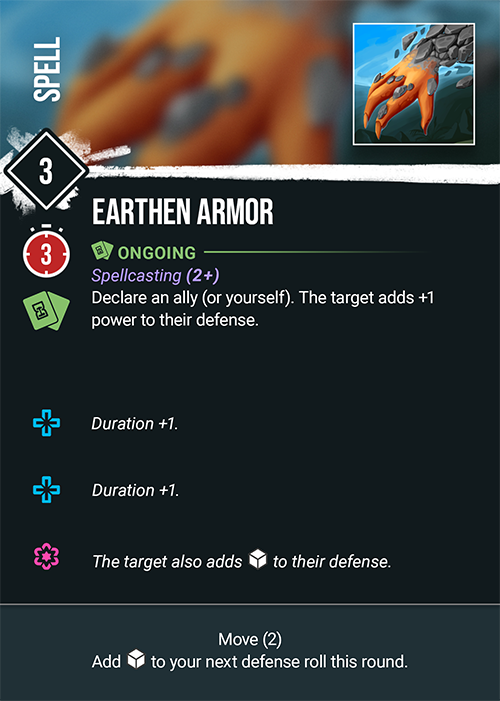 SPELL
3
EARTHEN ARMOR
3
ONGOING
Spellcasting (2+)
Declare an ally (or yourself). The target adds +1
power to their defense.
Duration +1.
Duration +1.
The target also adds to their defense.
Move (2)
Add to your next defense roll this round.